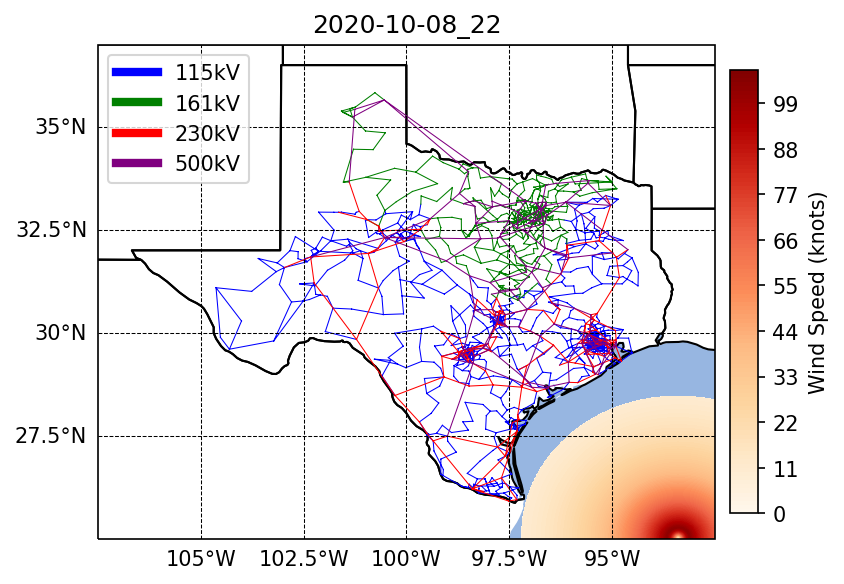 2020-10-08_22
115kV
161kV
230kV
500kV
35°N
32.5°N
30°N
27.5°N
105°W
102.5°W
100°W
97.5°W
95°W
99
88
77
66
55
44
33
22
11
0
Wind Speed (knots)